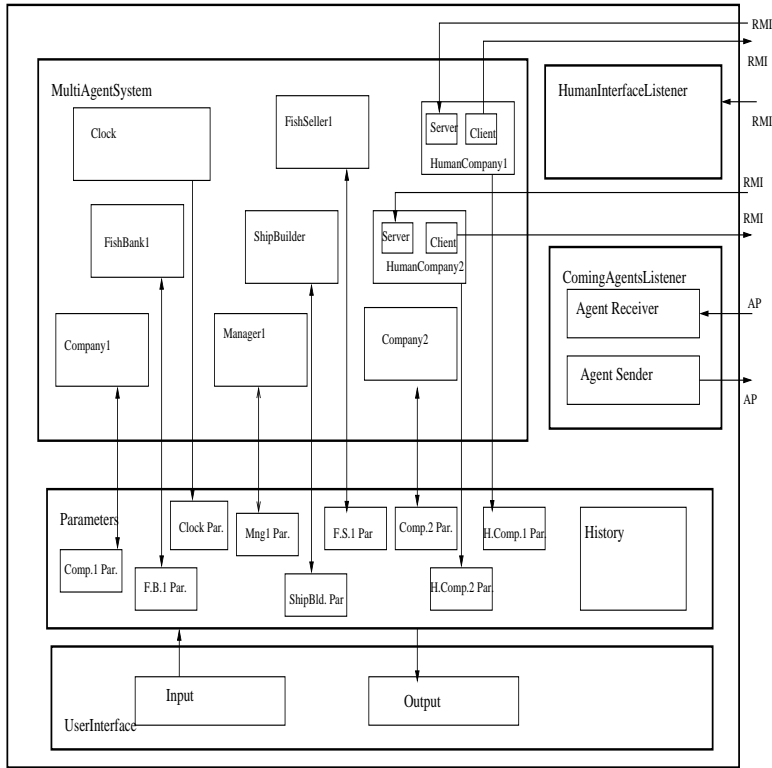 RMI
RMI
MultiAgentSystem
HumanInterfaceListener
Clock
FishSeller1
Server
Client
HumanCompany1
RMI
RMI
RMI
FishBank1
ShipBuilder
Server
Client
HumanCompany2
ComingAgentsListener
Agent Receiver
AP
Company1
Manager1
Company2
Agent Sender
AP
Parameters
Clock Par.
Mng1 Par.
F.S.1 Par
Comp.2 Par.
H.Comp.1 Par.
History
Comp.1 Par.
F.B.1 Par.
ShipBld. Par
H.Comp.2 Par.
Input
Output
UserInterface